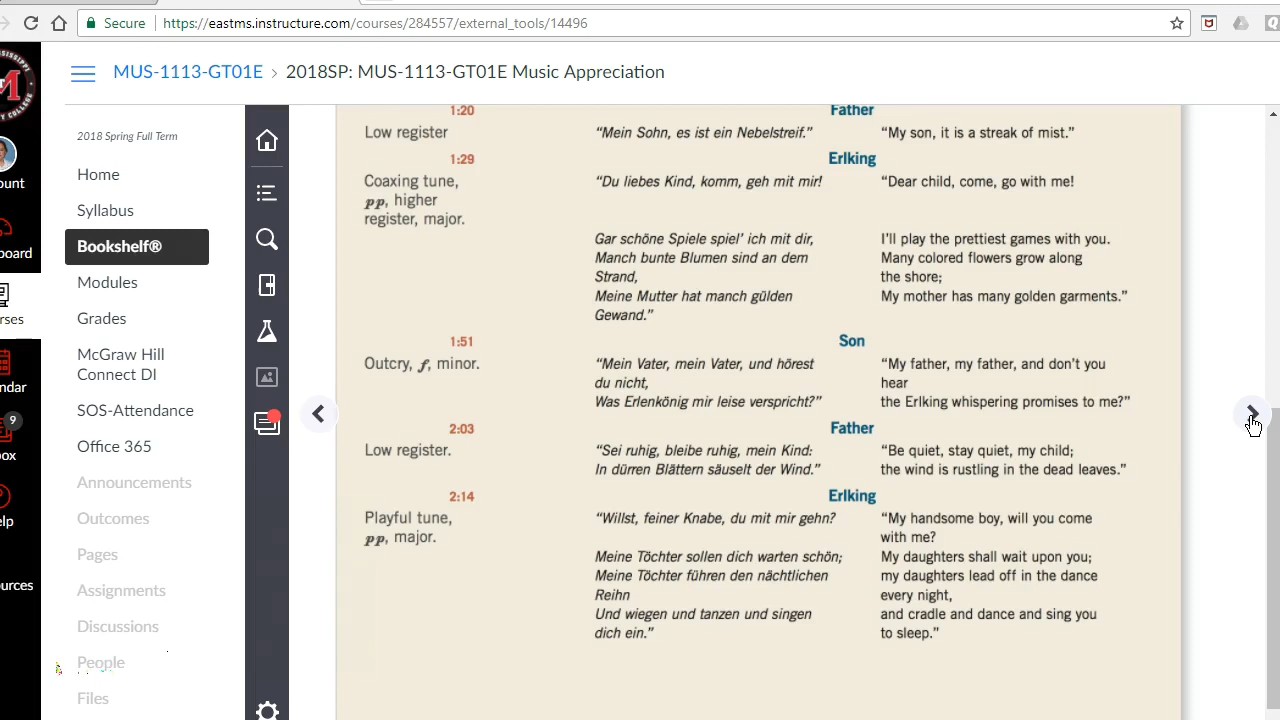 Secure https://eastms.instructure.com/courses/284557/external_tools/14496
MUS-1113-GT01E > 2018SP: MUS-1113-GT01E Music Appreciation
ount
board
rses
ndar
9
box
elp
ources
2018 Spring Full Term
Home
Syllabus
Bookshelf®
Modules
Grades
McGraw Hill
Connect DI
SOS-Attendance
Office 365
Announcements
Outcomes
Pages
Assignments
Discussions
People
Files
1:20 Father
Low register "Mein Sohn, es ist ein Nebelstreif." "My son, it is a streak of mist."
1:29 Erlking
Coaxing tune, "Du liebes Kind, komm, geh mit mir! "Dear child, come, go with me!
pp, higher
register, major.
Gar schöne Spiele spiel' ich mit dir, I'll play the prettiest games with you.
Manch bunte Blumen sind an dem Many colored flowers grow along
Strand, the shore;
Meine Mutter hat manch gülden My mother has many golden garments."
Gewand."
1:51 Son
Outcry, f, minor. "Mein Vater, mein Vater, und hörest "My father, my father, and don't you
du nicht, hear
Was Erlenkönig mir leise verspricht?" the Erlking whispering promises to me?"
2:03 Father
Low register. "Sei ruhig, bleibe ruhig, mein Kind: "Be quiet, stay quiet, my child;
In dürren Blättern säuselt der Wind." the wind is rustling in the dead leaves."
2:14 Erlking
Playful tune, "Willst, feiner Knabe, du mit mir gehn? "My handsome boy, will you come
pp, major. with me?
Meine Töchter sollen dich warten schön; My daughters shall wait upon you;
Meine Töchter führen den nächtlichen my daughters lead off in the dance
Reihn every night,
Und wiegen und tanzen und singen and cradle and dance and sing you
dich ein." to sleep."